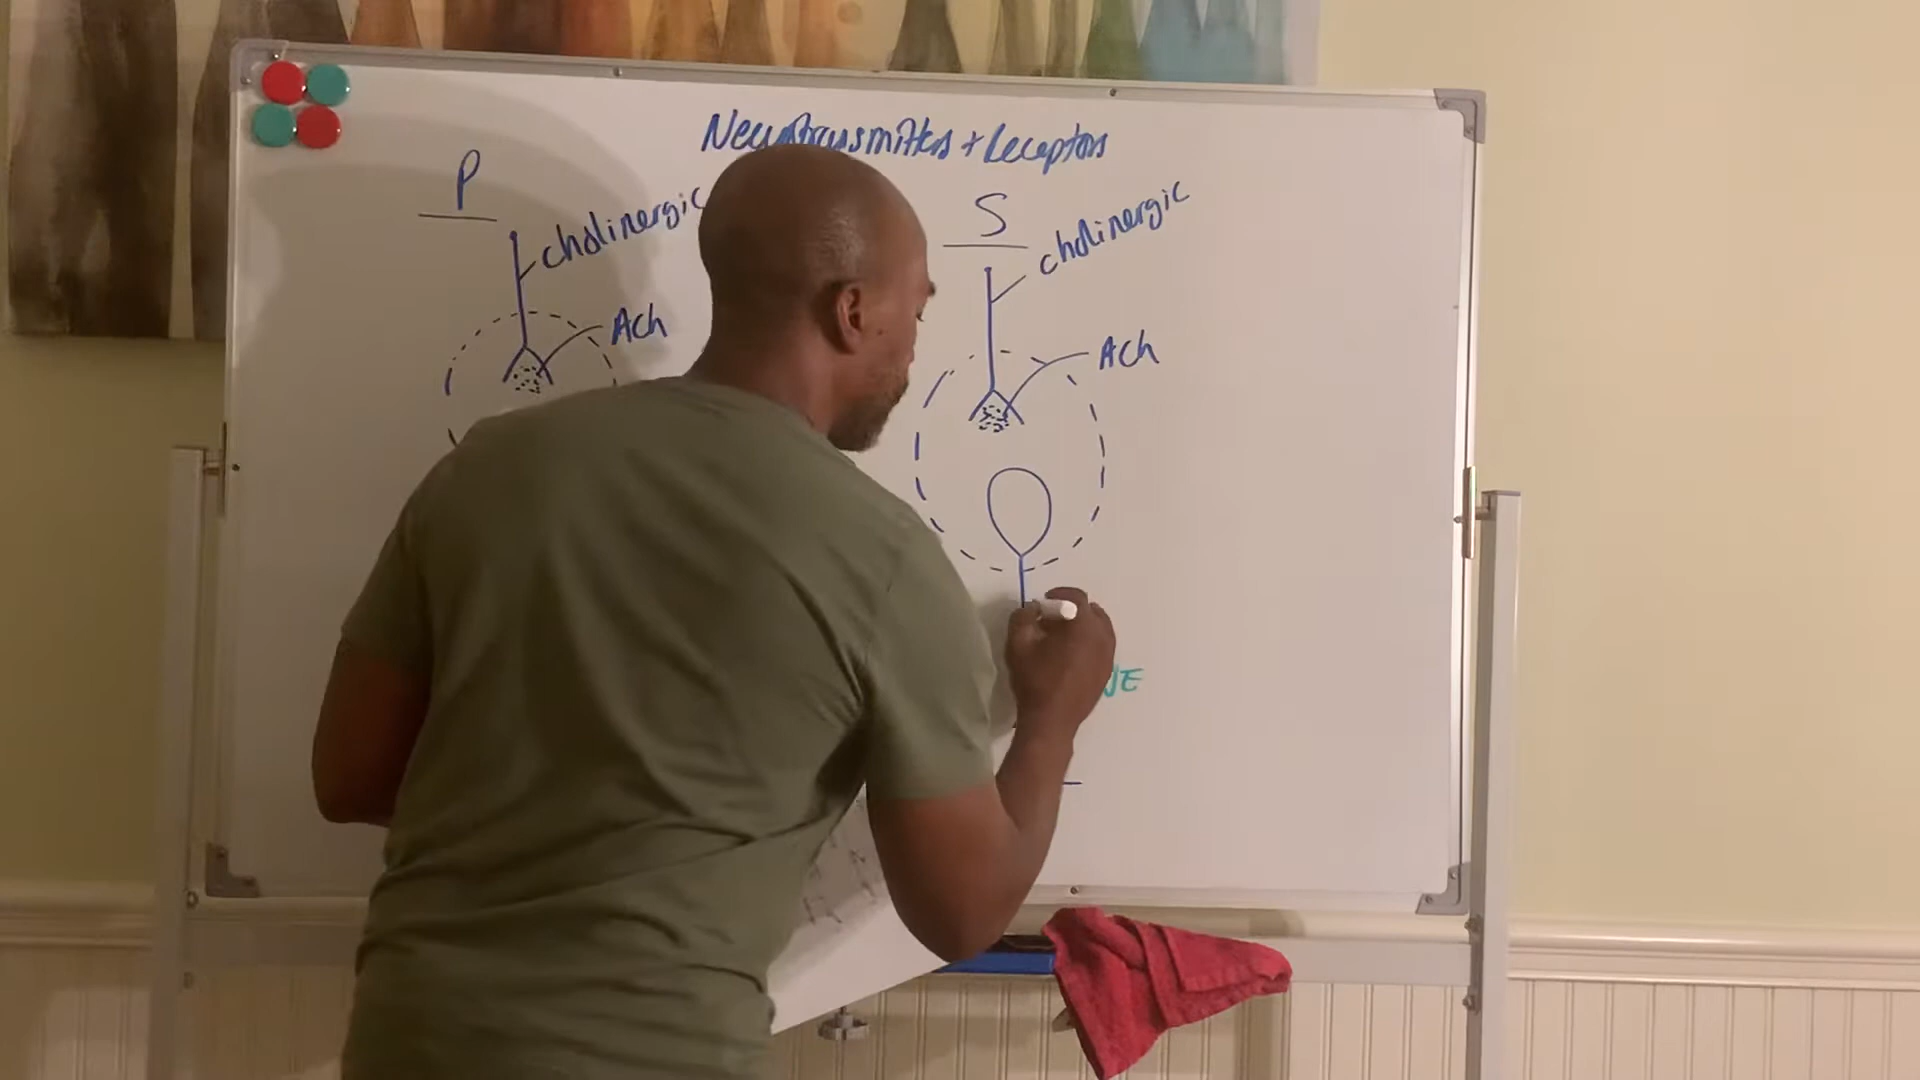 Neurotransmitters + Receptors
P
S
cholinergic
cholinergic
Ach
Ach
NE